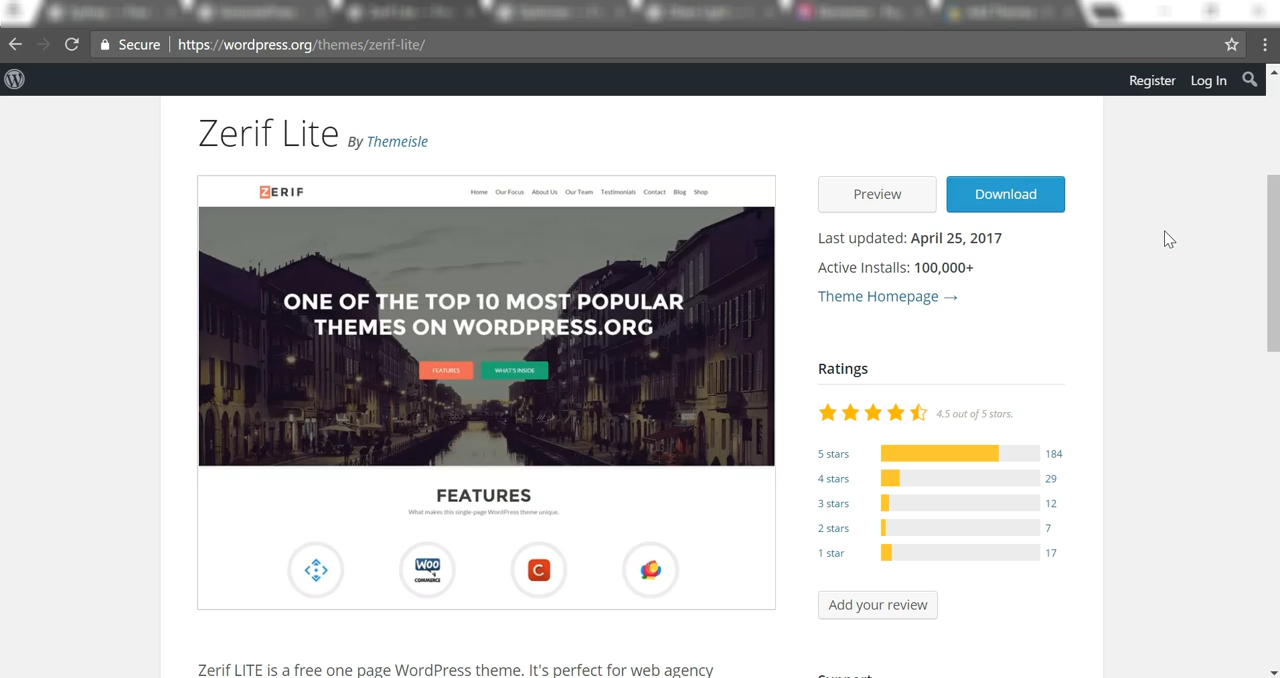 Secure https://wordpress.org/themes/zerif-lite/
Register Log In
Zerif Lite By Themeisle
ZERIF Home Our Focus About Us Our Team Testimonials Contact Blog Shop
ONE OF THE TOP 10 MOST POPULAR
THEMES ON WORDPRESS.ORG
FEATURES WHAT'S INSIDE
FEATURES
What makes this single-page WordPress theme unique.
WOO
COMMERCE
C
Preview Download
Last updated: April 25, 2017
Active Installs: 100,000+
Theme Homepage →
Ratings
4.5 out of 5 stars.
5 stars 184
4 stars 29
3 stars 12
2 stars 7
1 star 17
Add your review
Zerif LITE is a free one page WordPress theme. It's perfect for web agency